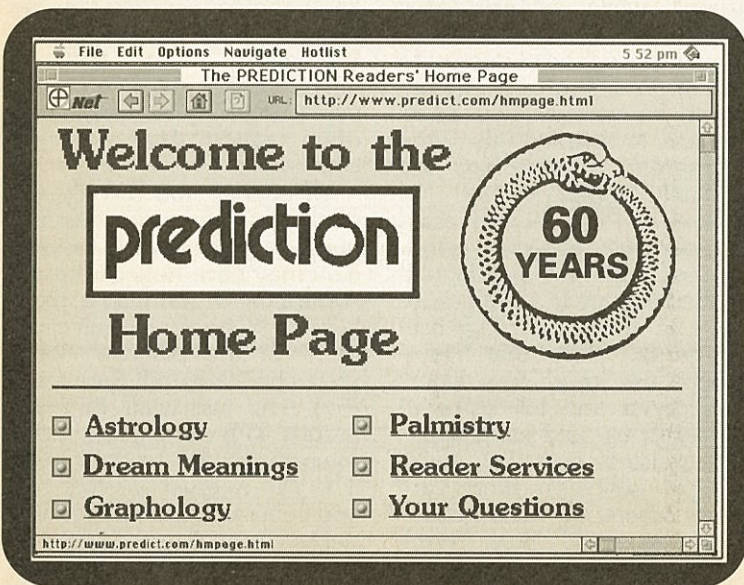 File Edit Options Navigate Hotlist 5 52 pm
The PREDICTION Readers' Home Page
Net URL: http://www.predict.com/hmpage.html
Welcome to the
prediction
Home Page
60
YEARS
Astrology Palmistry
Dream Meanings Reader Services
Graphology Your Questions
http://www.predict.com/hmpage.html